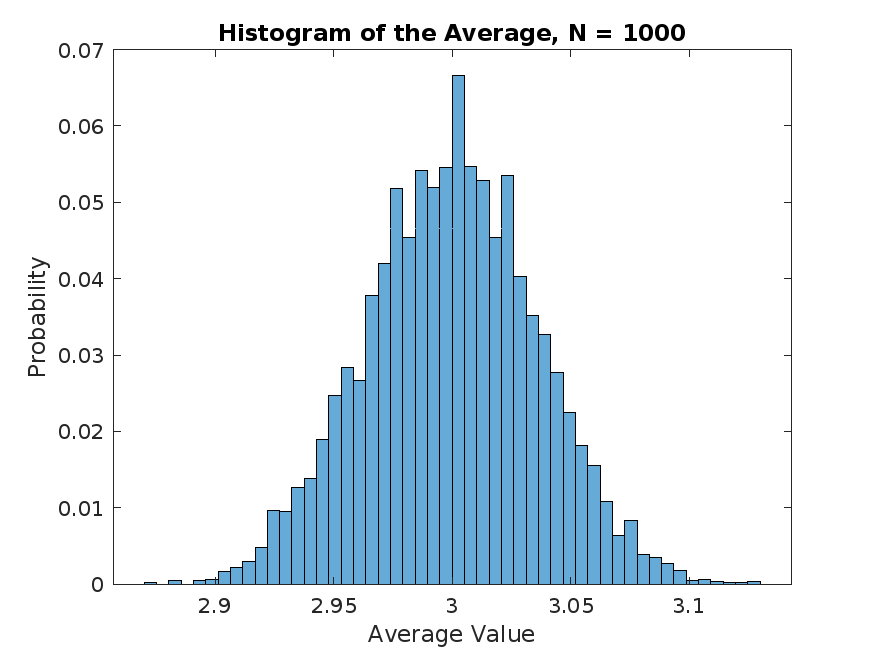 Histogram of the Average, N = 1000
0.07
0.06
0.05
0.04
0.03
0.02
0.01
0
Probability
2.9 2.95 3 3.05 3.1
Average Value